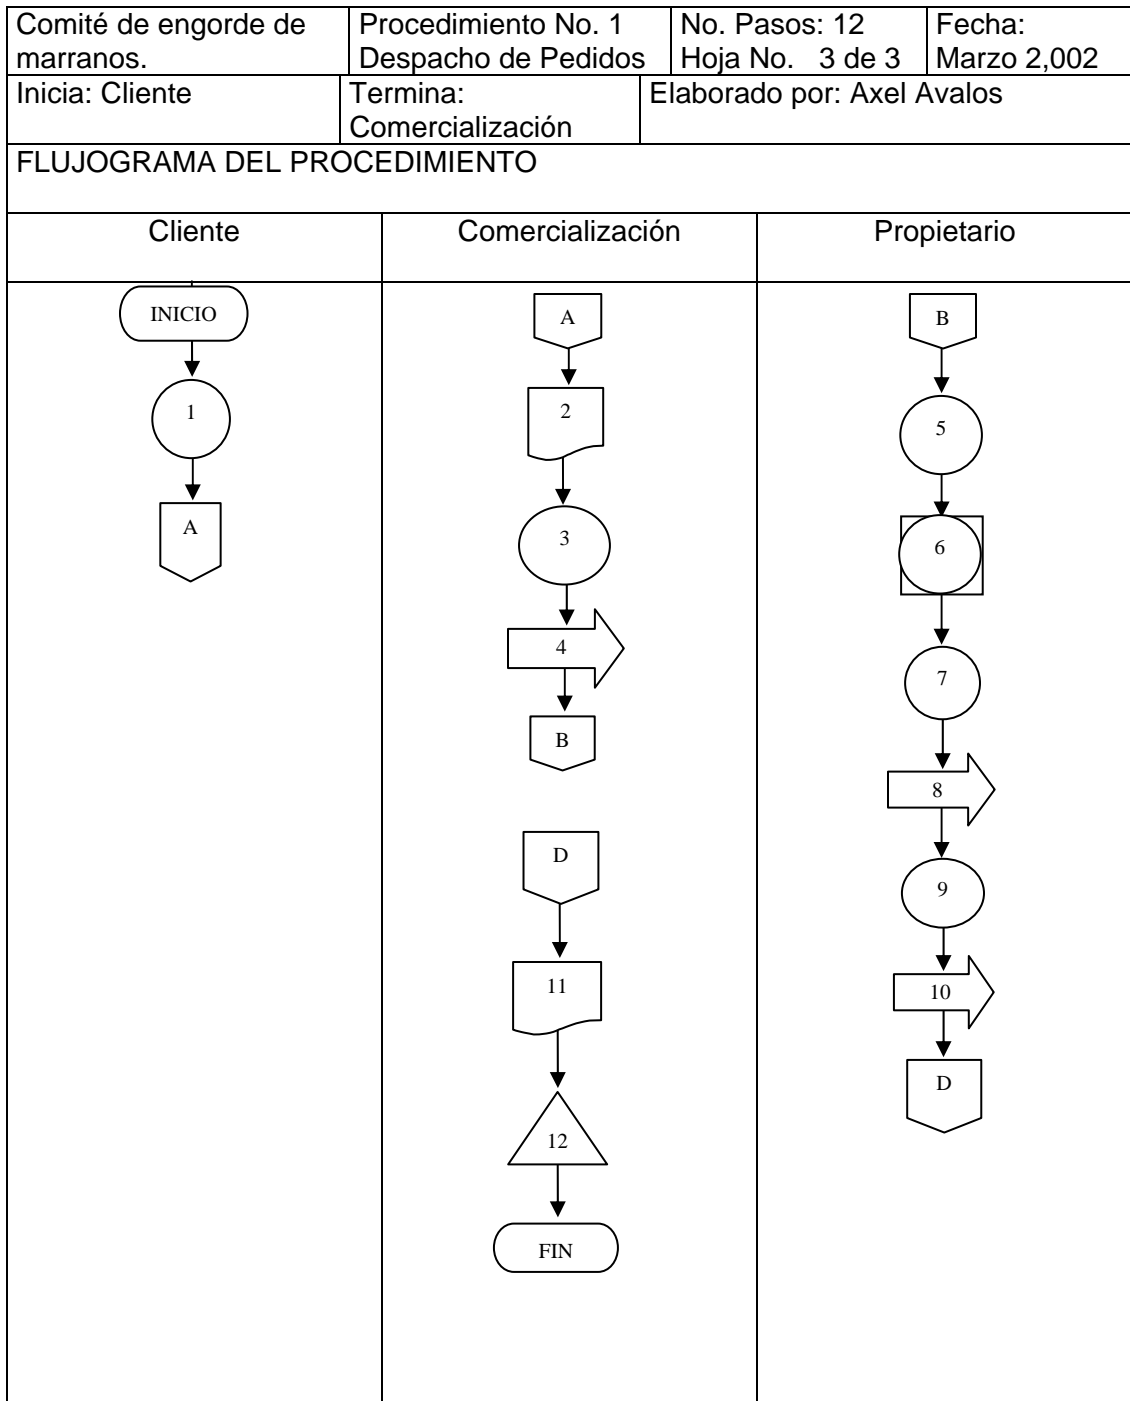 Comité de engorde de
marranos.
Procedimiento No. 1
Despacho de Pedidos
No. Pasos: 12
Hoja No. 3 de 3
Fecha:
Marzo 2,002
Inicia: Cliente
Termina:
Comercialización
Elaborado por: Axel Avalos
FLUJOGRAMA DEL PROCEDIMIENTO
Cliente
Comercialización
Propietario
INICIO
1
A
A
2
3
4
B
D
11
12
FIN
B
5
6
7
8
9
10
D